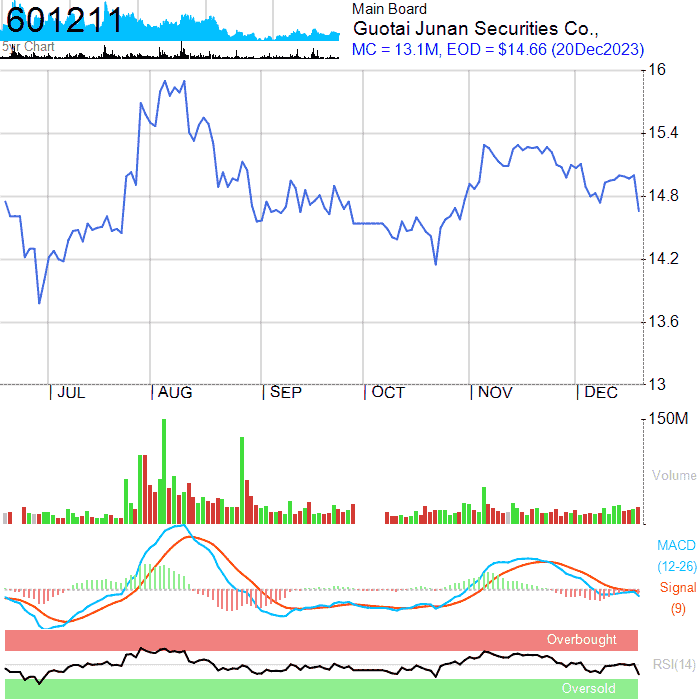 601211
5yr Chart
Main Board
Guotai Junan Securities Co.,
MC = 13.1M, EOD = $14.66 (20Dec2023)
16
15.4
14.8
14.2
13.6
13
JUL AUG SEP OCT NOV DEC
150M
Volume
MACD
(12-26)
Signal
(9)
Overbought
RSI(14)
Oversold